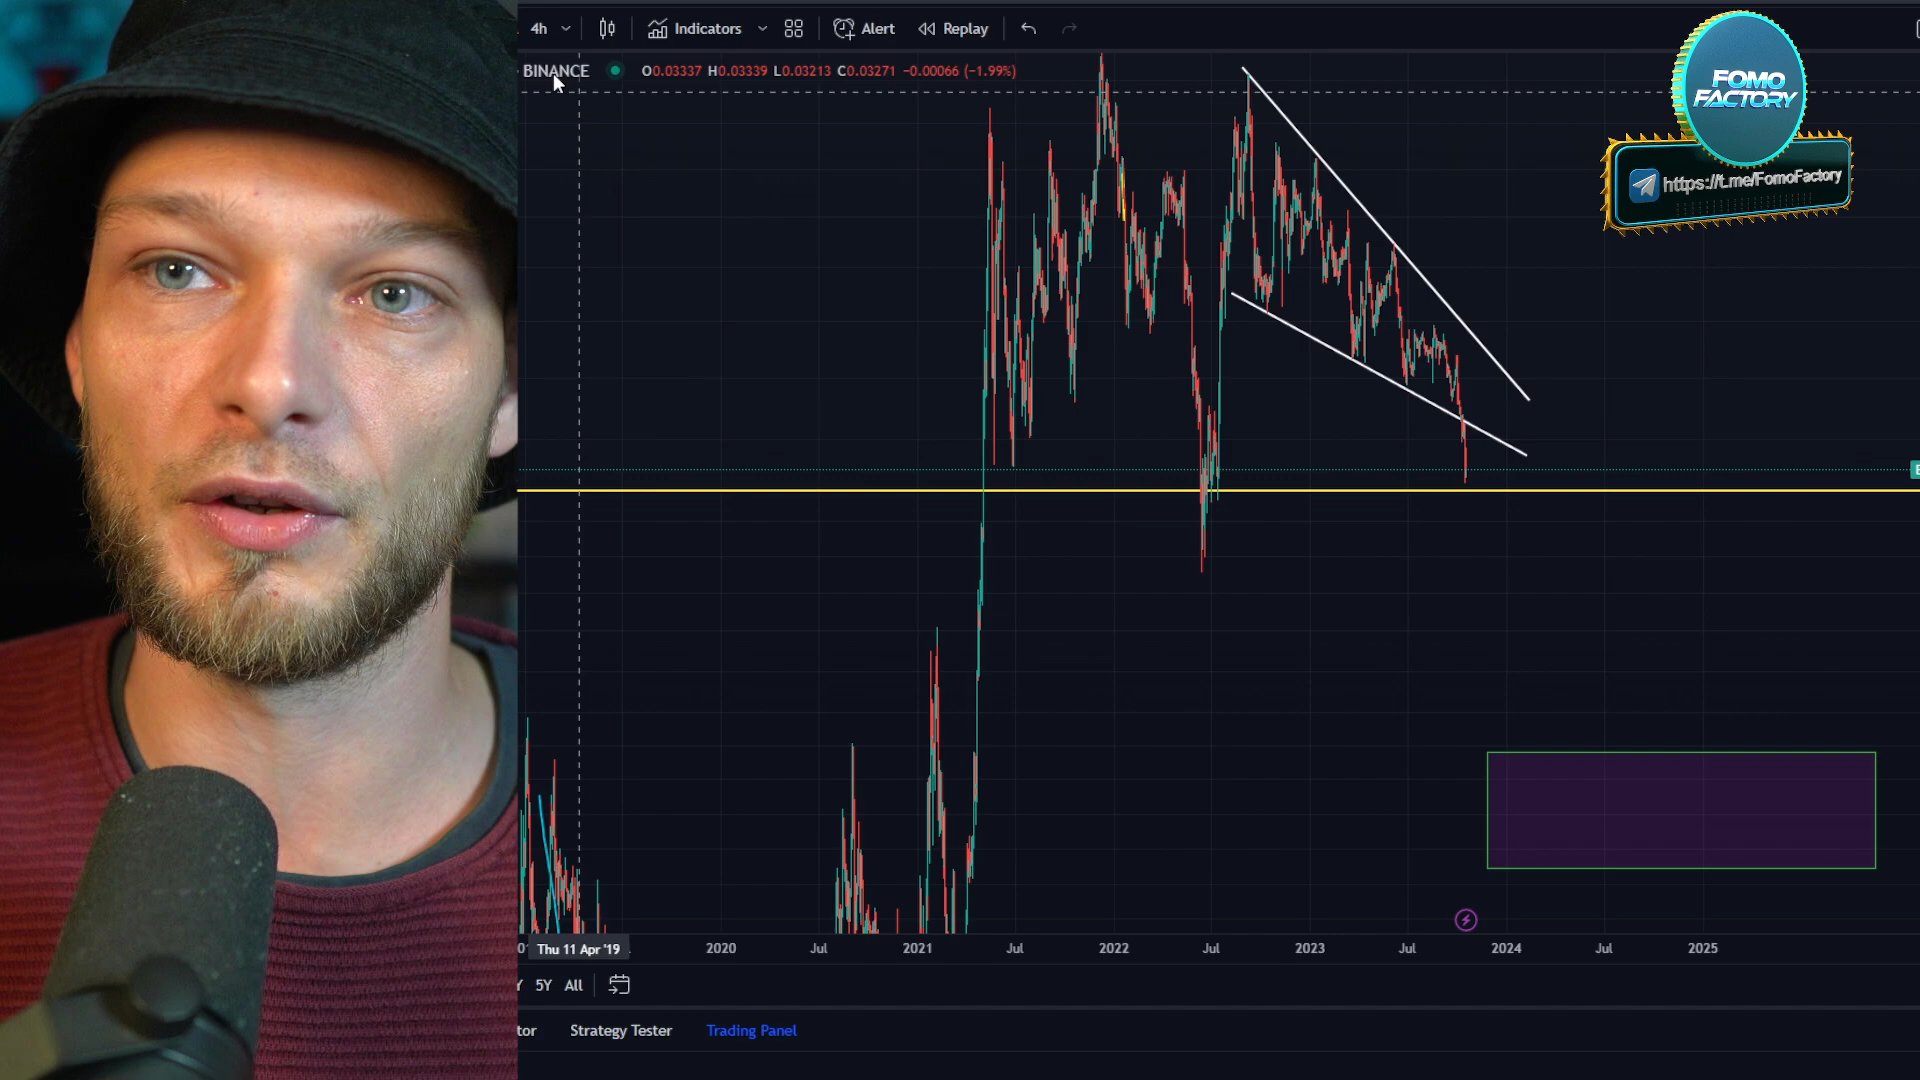 4h Indicators Alert Replay
BINANCE O0.03337 H0.03339 L0.03213 C0.03271 −0.00066 (−1.99%)
FOMO
FACTORY
https://t.me/FomoFactory
Thu 11 Apr '19 2020 Jul 2021 Jul 2022 Jul 2023 Jul 2024 Jul 2025
5Y All
tor Strategy Tester Trading Panel